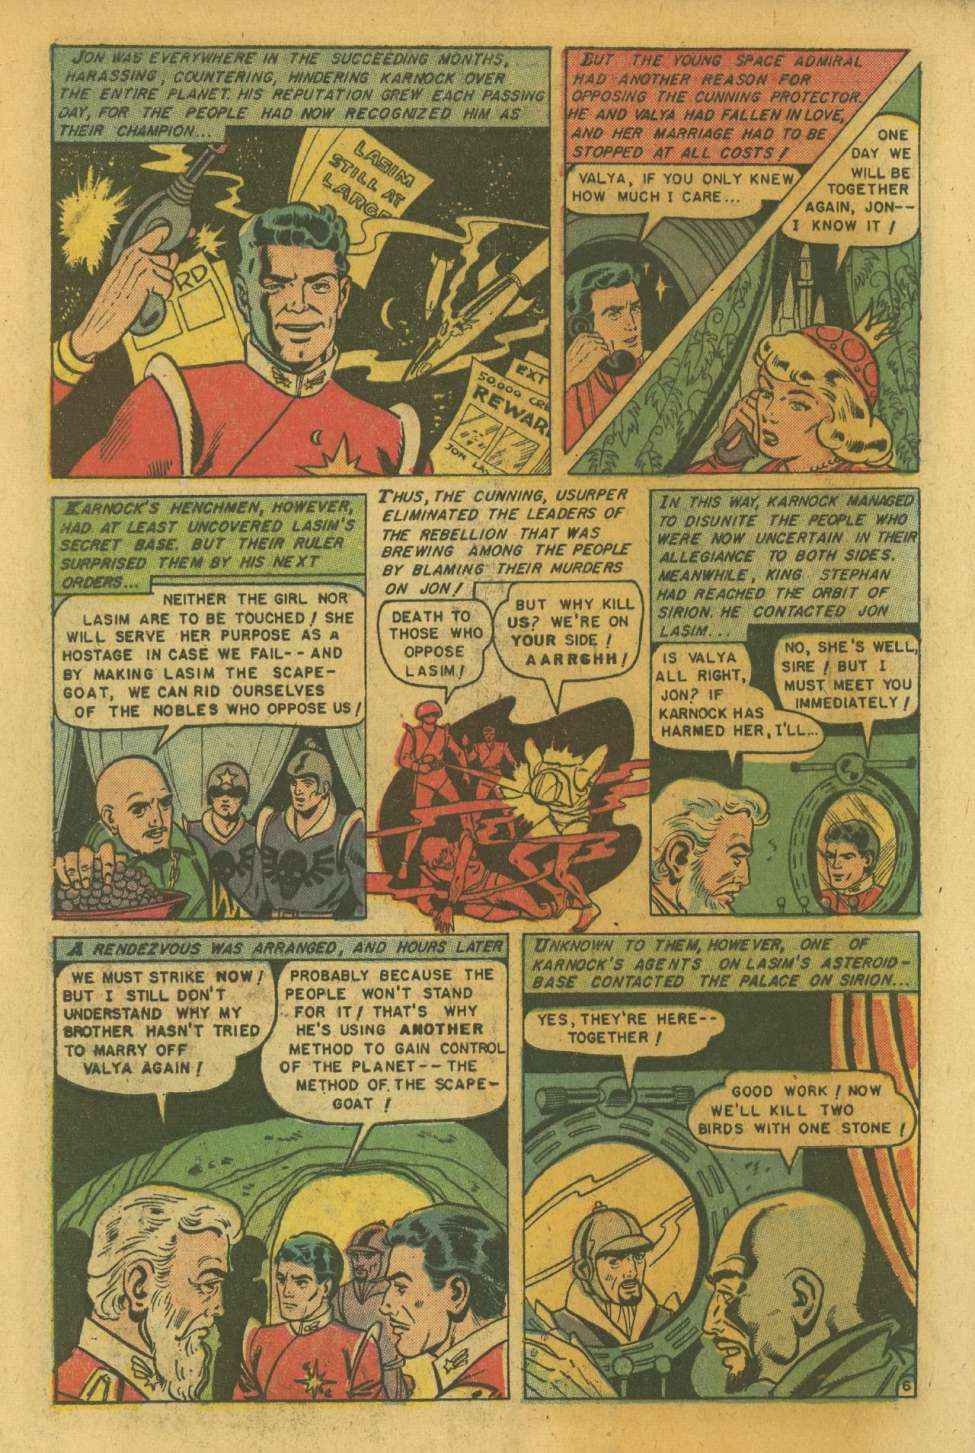 JON WAS EVERYWHERE IN THE SUCCEEDING MONTHS,
HARASSING, COUNTERING, HINDERING KARNOCK OVER
THE ENTIRE PLANET. HIS REPUTATION GREW EACH PASSING
DAY, FOR THE PEOPLE HAD NOW RECOGNIZED HIM AS
THEIR CHAMPION...
LASIM
STILL AT
LARGE
RD
EXT
50,000 CRE
REWAR
JON LA
BUT THE YOUNG SPACE ADMIRAL
HAD ANOTHER REASON FOR
OPPOSING THE CUNNING PROTECTOR.
HE AND VALYA HAD FALLEN IN LOVE,
AND HER MARRIAGE HAD TO BE
STOPPED AT ALL COSTS!
VALYA, IF YOU ONLY KNEW
HOW MUCH I CARE...
ONE
DAY WE
WILL BE
TOGETHER
AGAIN, JON--
I KNOW IT!
KARNOCK'S HENCHMEN, HOWEVER,
HAD AT LEAST UNCOVERED LASIM'S
SECRET BASE. BUT THEIR RULER
SURPRISED THEM BY HIS NEXT
ORDERS...
NEITHER THE GIRL NOR
LASIM ARE TO BE TOUCHED! SHE
WILL SERVE HER PURPOSE AS A
HOSTAGE IN CASE WE FAIL--AND
BY MAKING LASIM THE SCAPE-
GOAT, WE CAN RID OURSELVES
OF THE NOBLES WHO OPPOSE US!
THUS, THE CUNNING, USURPER
ELIMINATED THE LEADERS OF
THE REBELLION THAT WAS
BREWING AMONG THE PEOPLE
BY BLAMING THEIR MURDERS
ON JON!
DEATH TO
THOSE WHO
OPPOSE
LASIM!
BUT WHY KILL
US? WE'RE ON
YOUR SIDE!
AARRGHH!
IN THIS WAY, KARNOCK MANAGED
TO DISUNITE THE PEOPLE WHO
WERE NOW UNCERTAIN IN THEIR
ALLEGIANCE TO BOTH SIDES.
MEANWHILE, KING STEPHAN
HAD REACHED THE ORBIT OF
SIRION. HE CONTACTED JON
LASIM...
IS VALYA
ALL RIGHT,
JON? IF
KARNOCK HAS
HARMED HER, I'LL...
NO, SHE'S WELL,
SIRE! BUT I
MUST MEET YOU
IMMEDIATELY!
A RENDEZVOUS WAS ARRANGED, AND HOURS LATER
WE MUST STRIKE NOW!
BUT I STILL DON'T
UNDERSTAND WHY MY
BROTHER HASN'T TRIED
TO MARRY OFF
VALYA AGAIN!
PROBABLY BECAUSE THE
PEOPLE WON'T STAND
FOR IT! THAT'S WHY
HE'S USING ANOTHER
METHOD TO GAIN CONTROL
OF THE PLANET--THE
METHOD OF THE SCAPE-
GOAT!
UNKNOWN TO THEM, HOWEVER, ONE OF
KARNOCK'S AGENTS ON LASIM'S ASTEROID-
BASE CONTACTED THE PALACE ON SIRION...
YES, THEY'RE HERE--
TOGETHER!
GOOD WORK! NOW
WE'LL KILL TWO
BIRDS WITH ONE STONE!
6